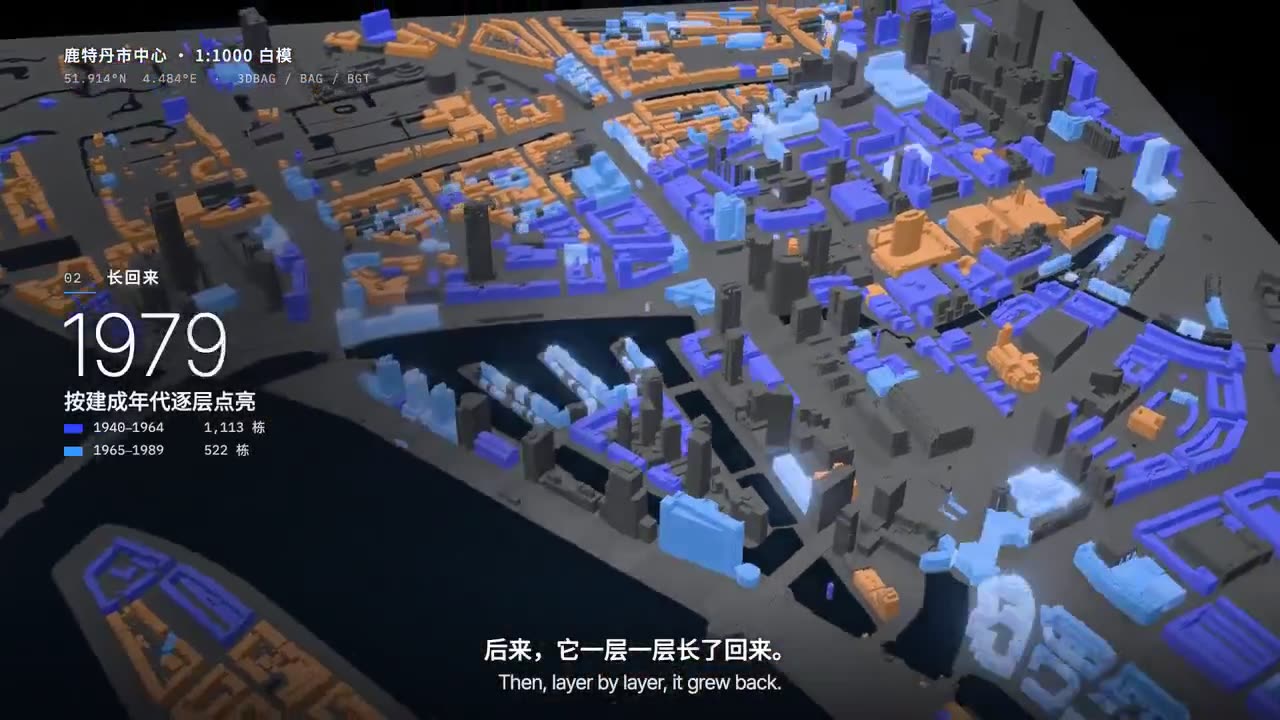 鹿特丹市中心 · 1:1000 白模
51.914°N 4.484°E · 3DBAG / BAG / BGT
02 长回来
1979
按建成年代逐层点亮
1940–1964 1,113 栋
1965–1989 522 栋
后来，它一层一层长了回来。
Then, layer by layer, it grew back.